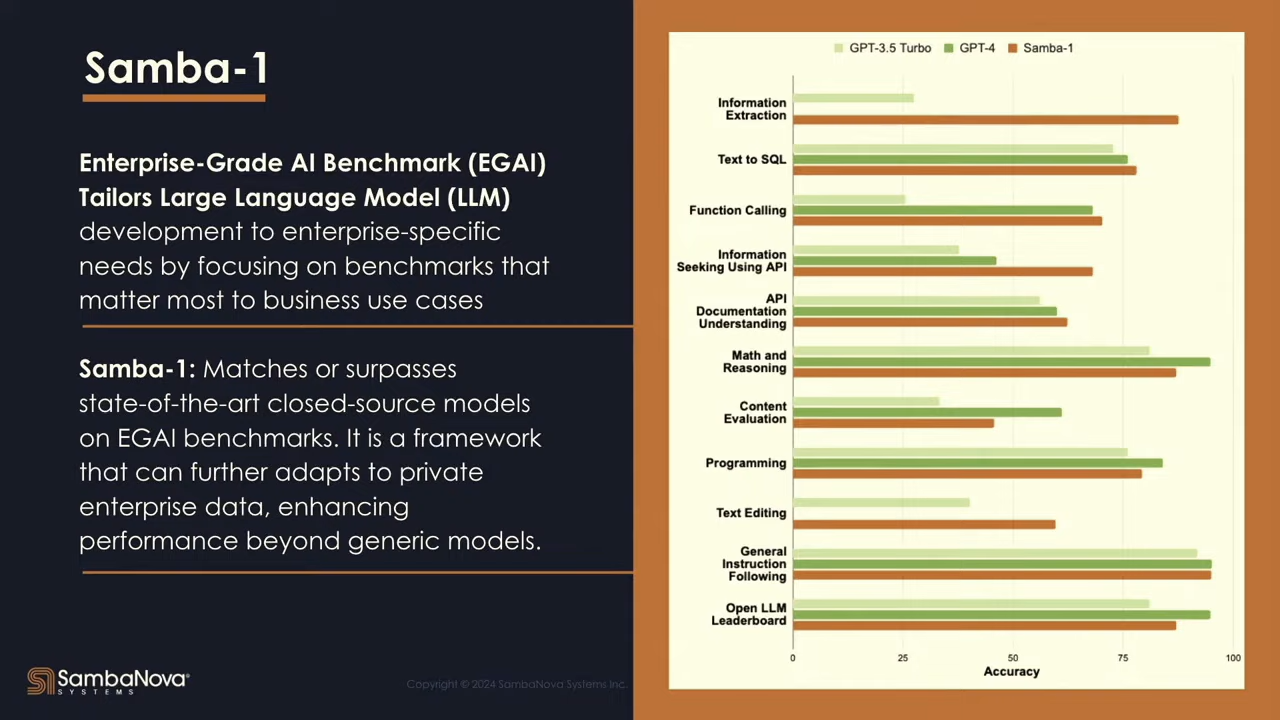 Samba-1
Enterprise-Grade AI Benchmark (EGAI)
Tailors Large Language Model (LLM)
development to enterprise-specific
needs by focusing on benchmarks that
matter most to business use cases
Samba-1: Matches or surpasses
state-of-the-art closed-source models
on EGAI benchmarks. It is a framework
that can further adapts to private
enterprise data, enhancing
performance beyond generic models.
SambaNova®
SYSTEMS
Copyright © 2024 SambaNova Systems Inc.
GPT-3.5 Turbo GPT-4 Samba-1
Information
Extraction
Text to SQL
Function Calling
Information
Seeking Using API
API
Documentation
Understanding
Math and
Reasoning
Content
Evaluation
Programming
Text Editing
General
Instruction
Following
Open LLM
Leaderboard
0 25 50 75 100
Accuracy